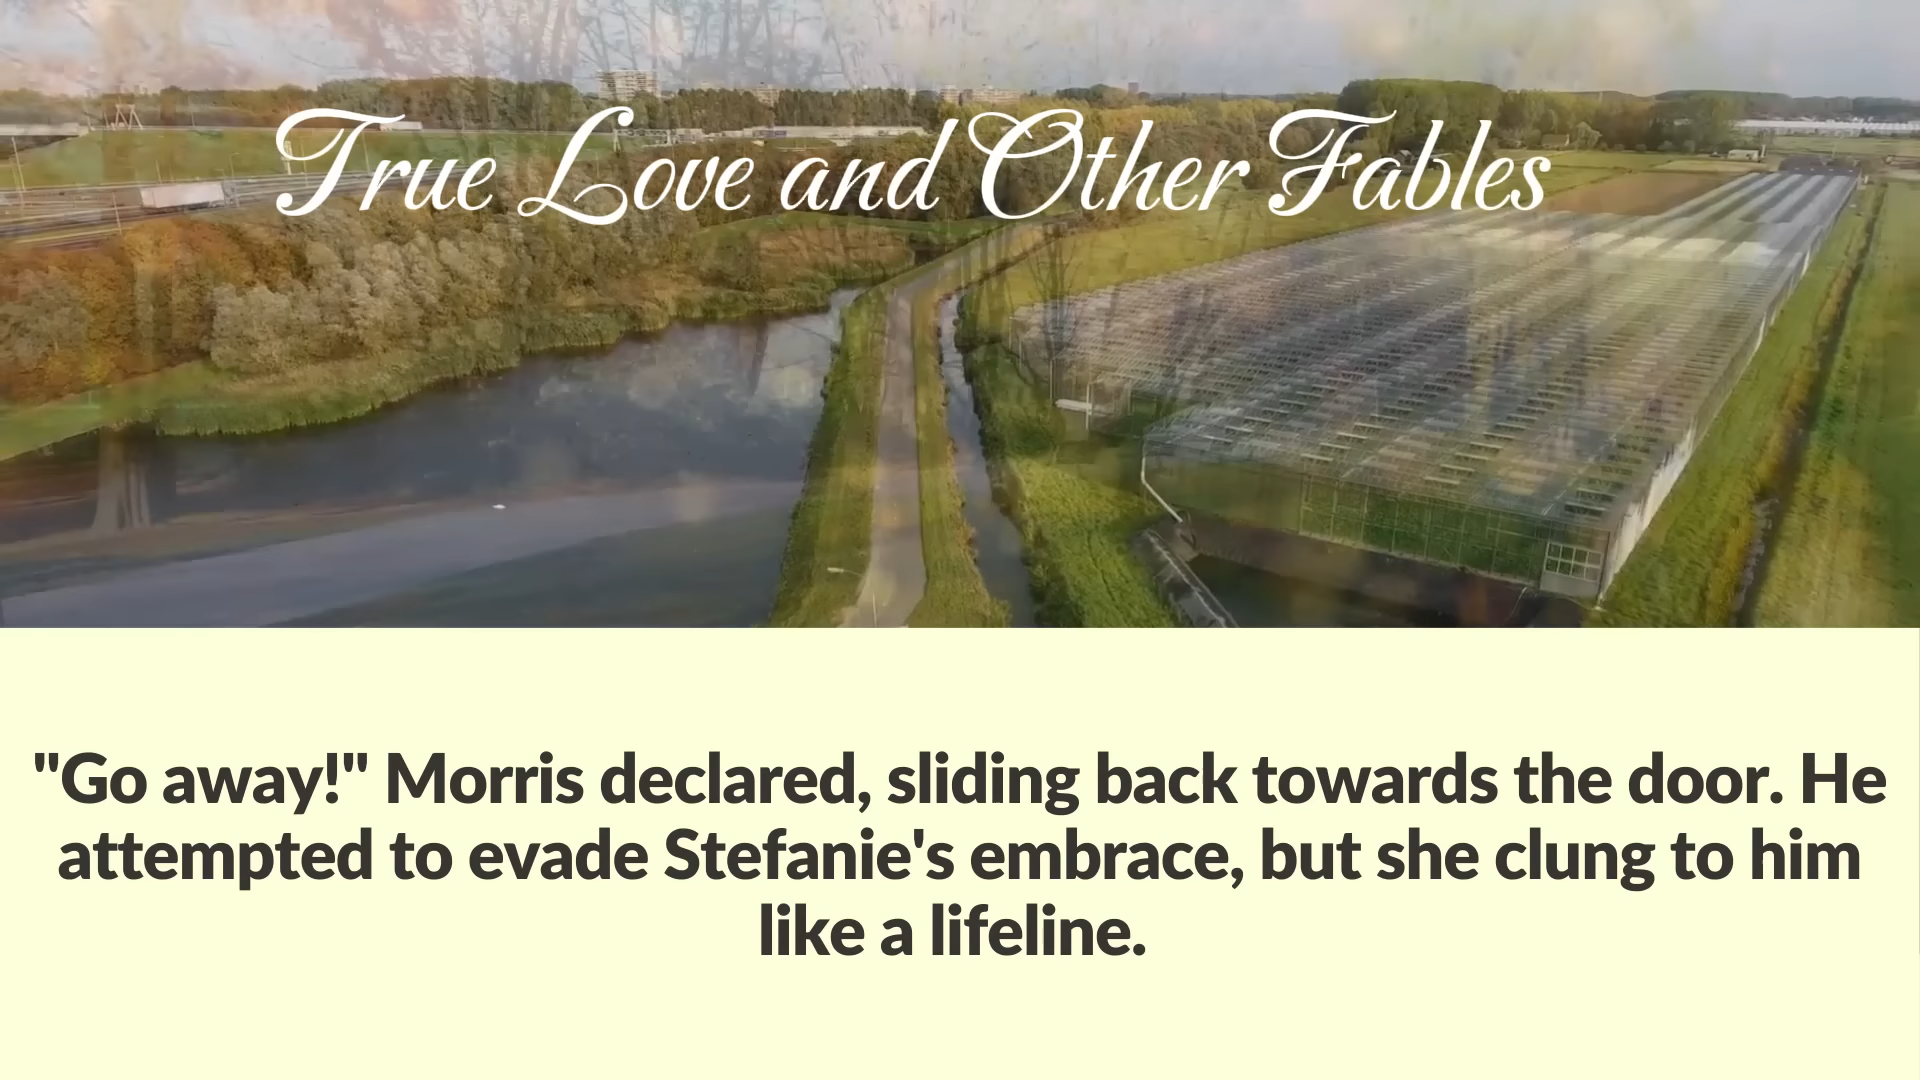 True Love and Other Fables
"Go away!" Morris declared, sliding back towards the door. He
attempted to evade Stefanie's embrace, but she clung to him
like a lifeline.